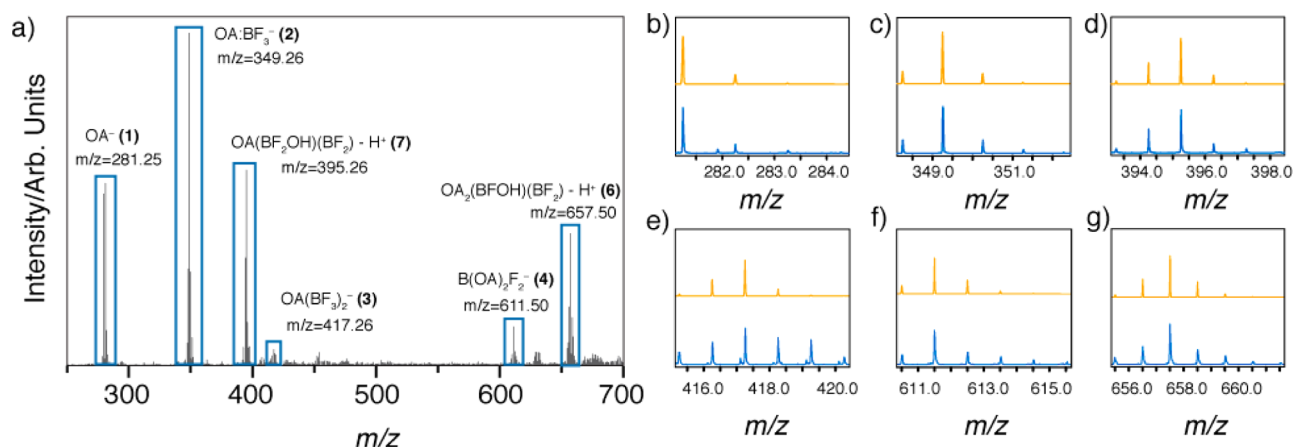 a)
Intensity/Arb. Units
OA⁻ (1)
m/z=281.25
OA:BF₃⁻ (2)
m/z=349.26
OA(BF₂OH)(BF₂) - H⁺ (7)
m/z=395.26
OA(BF₃)₂⁻ (3)
m/z=417.26
B(OA)₂F₂⁻ (4)
m/z=611.50
OA₂(BFOH)(BF₂) - H⁺ (6)
m/z=657.50
300 400 500 600 700
m/z
b)
282.0 283.0 284.0
m/z
c)
349.0 351.0
m/z
d)
394.0 396.0 398.0
m/z
e)
416.0 418.0 420.0
m/z
f)
611.0 613.0 615.0
m/z
g)
656.0 658.0 660.0
m/z